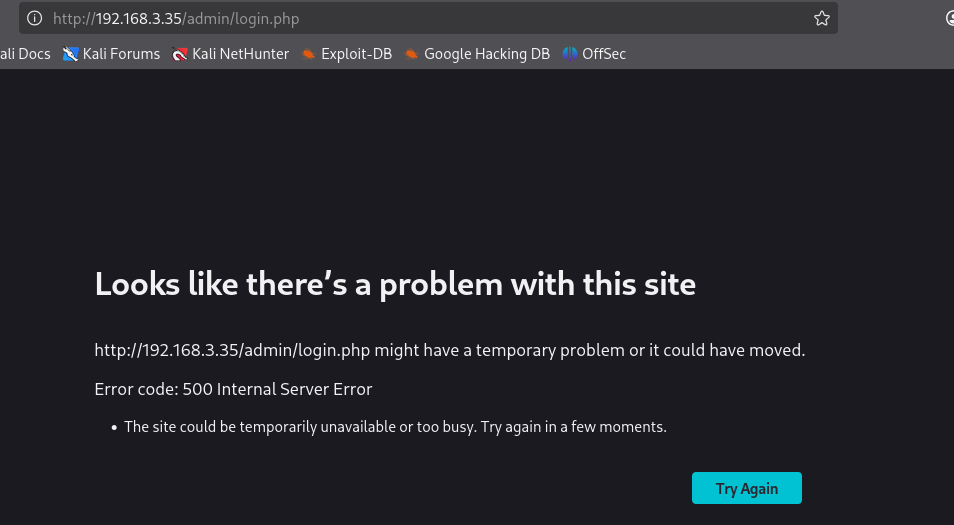 http://192.168.3.35/admin/login.php
ali Docs Kali Forums Kali NetHunter Exploit-DB Google Hacking DB OffSec
Looks like there’s a problem with this site
http://192.168.3.35/admin/login.php might have a temporary problem or it could have moved.
Error code: 500 Internal Server Error
• The site could be temporarily unavailable or too busy. Try again in a few moments.
Try Again